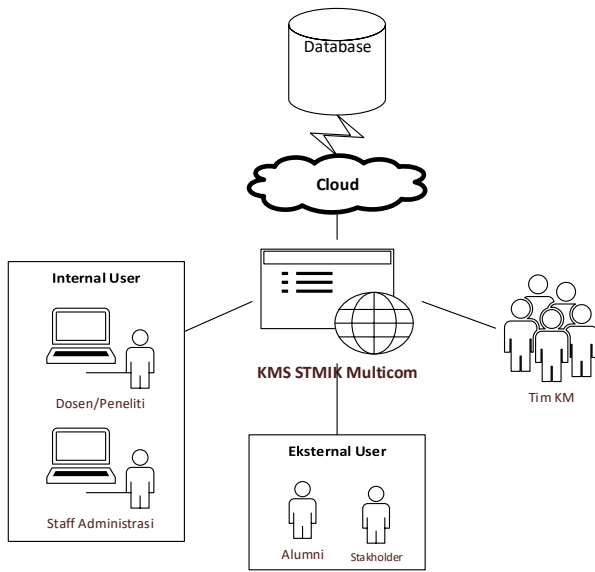 Database
Cloud
Internal User
Dosen/Peneliti
Staff Administrasi
KMS STMIK Multicom
Tim KM
Eksternal User
Alumni
Stakholder